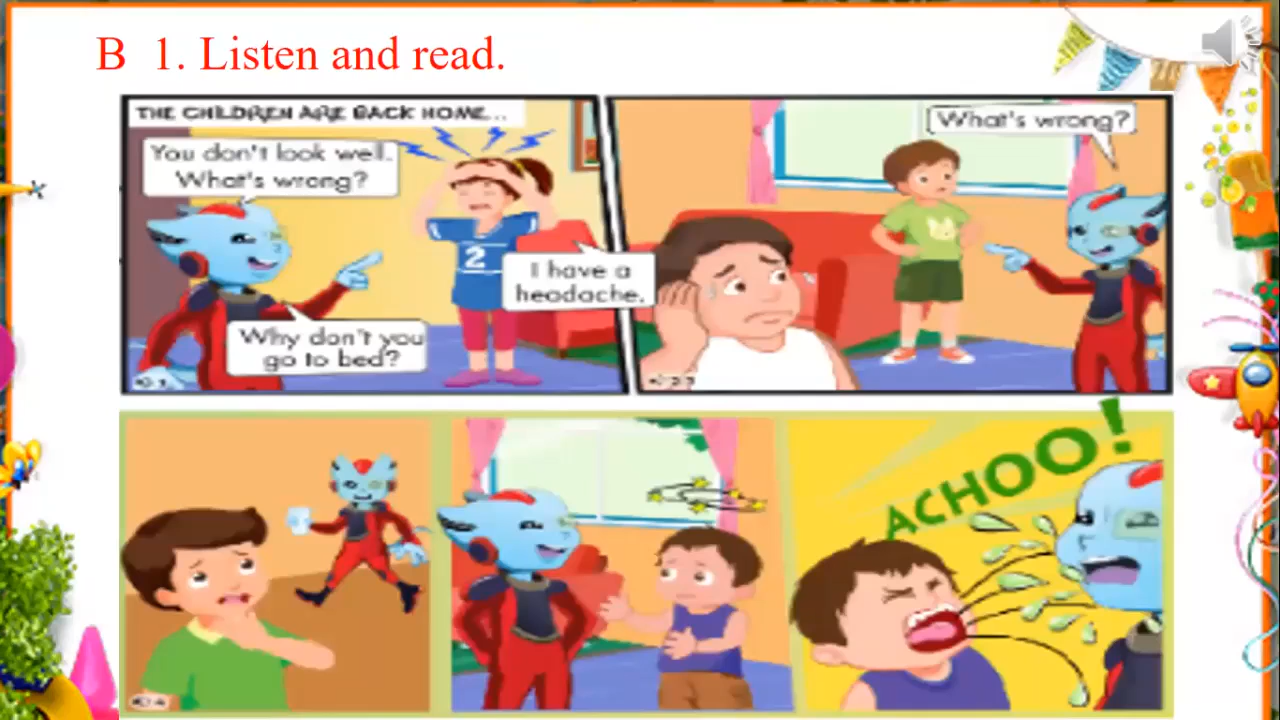 B 1. Listen and read.
THE CHILDREN ARE BACK HOME...
You don't look well.
What's wrong?
I have a
headache.
Why don't you
go to bed?
What's wrong?
2
ACHOO!